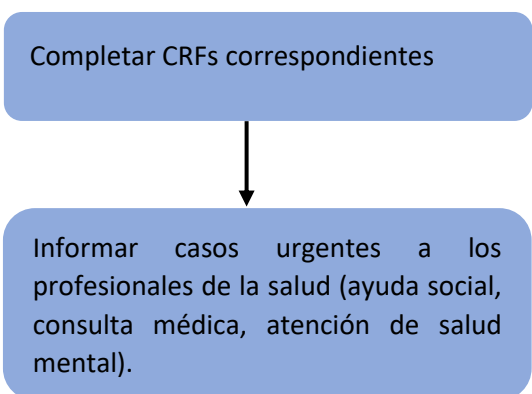 Completar CRFs correspondientes
Informar casos urgentes a los
profesionales de la salud (ayuda social,
consulta médica, atención de salud
mental).